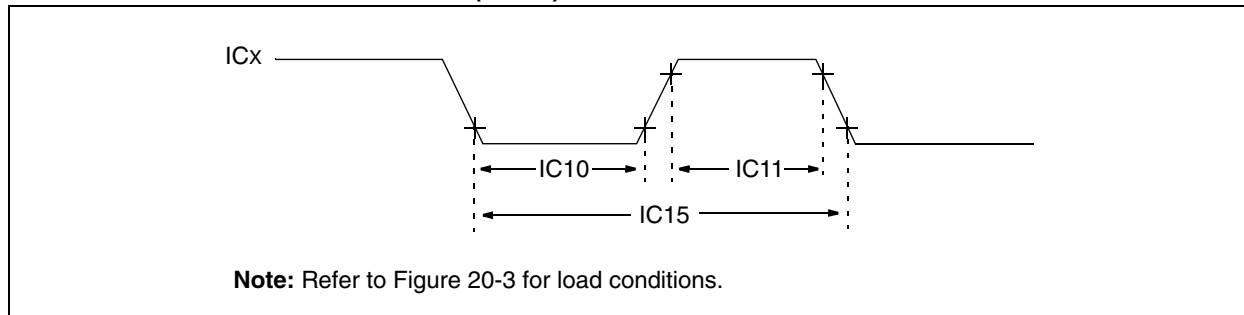 ICx
IC10
IC11
IC15
Note: Refer to Figure 20-3 for load conditions.